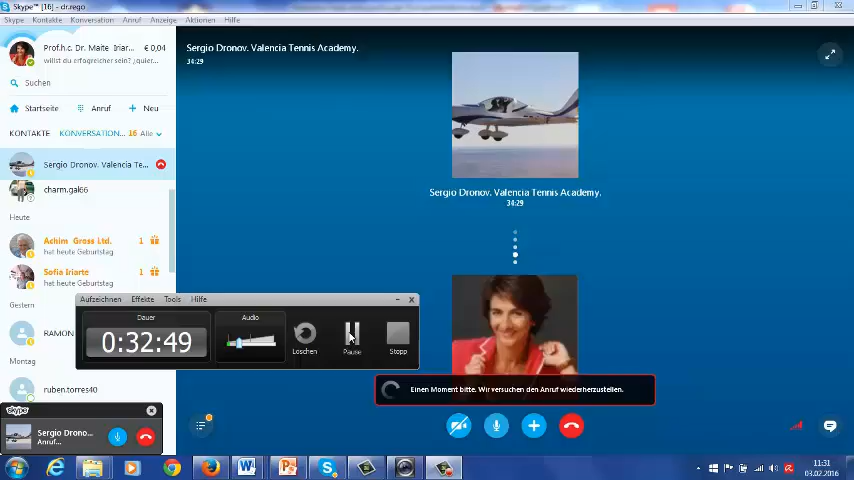 Skype™ [16] - dr.rego
Skype Kontakte Konversation Anruf Anzeige Aktionen Hilfe
Prof.h.c. Dr. Maite Iriar... € 0,04
willst du erfolgreicher sein? ¿quier...
Suchen
Startseite Anruf Neu
KONTAKTE KONVERSATION... 16 Alle
Sergio Dronov. Valencia Te...
charm.gal66
Heute
Achim Grass Ltd. 1
hat heute Geburtstag
Sofia Iriarte 1
hat heute Geburtstag
Gestern
RAMON
Montag
ruben.torres40
Sergio Dronov. Valencia Tennis Academy.
34:29
Sergio Dronov. Valencia Tennis Academy.
34:29
Aufzeichnen Effekte Tools Hilfe
Dauer Audio
0:32:49
Löschen Pause Stopp
Einen Moment bitte. Wir versuchen den Anruf wiederherzustellen.
skype
Sergio Drono...
Anruf...
11:31
03.02.2016